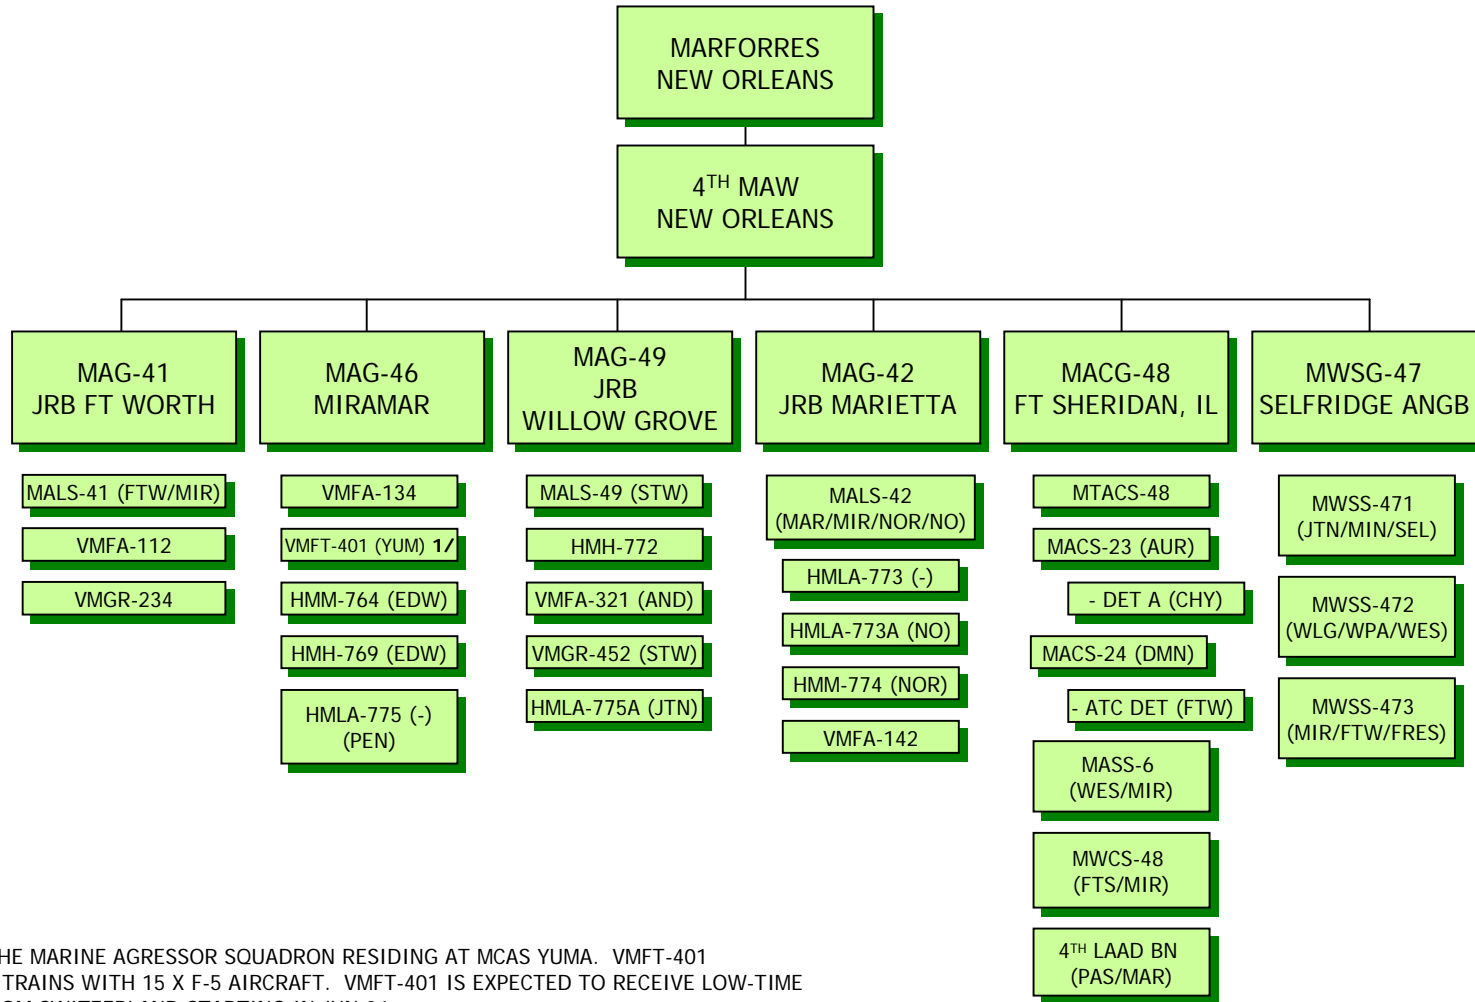 MARFORRES
NEW ORLEANS
4TH MAW
NEW ORLEANS
MAG-41
JRB FT WORTH
MALS-41 (FTW/MIR)
VMFA-112
VMGR-234
MAG-46
MIRAMAR
VMFA-134
VMFT-401 (YUM) 1/
HMM-764 (EDW)
HMH-769 (EDW)
HMLA-775 (-)
(PEN)
MAG-49
JRB
WILLOW GROVE
MALS-49 (STW)
HMH-772
VMFA-321 (AND)
VMGR-452 (STW)
HMLA-775A (JTN)
MAG-42
JRB MARIETTA
MALS-42
(MAR/MIR/NOR/NO)
HMLA-773 (-)
HMLA-773A (NO)
HMM-774 (NOR)
VMFA-142
MACG-48
FT SHERIDAN, IL
MTACS-48
MACS-23 (AUR)
- DET A (CHY)
MACS-24 (DMN)
- ATC DET (FTW)
MASS-6
(WES/MIR)
MWCS-48
(FTS/MIR)
4TH LAAD BN
(PAS/MAR)
MWSG-47
SELFRIDGE ANGB
MWSS-471
(JTN/MIN/SEL)
MWSS-472
(WLG/WPA/WES)
MWSS-473
(MIR/FTW/FRES)
HE MARINE AGRESSOR SQUADRON RESIDING AT MCAS YUMA. VMFT-401
TRAINS WITH 15 X F-5 AIRCRAFT. VMFT-401 IS EXPECTED TO RECEIVE LOW-TIME